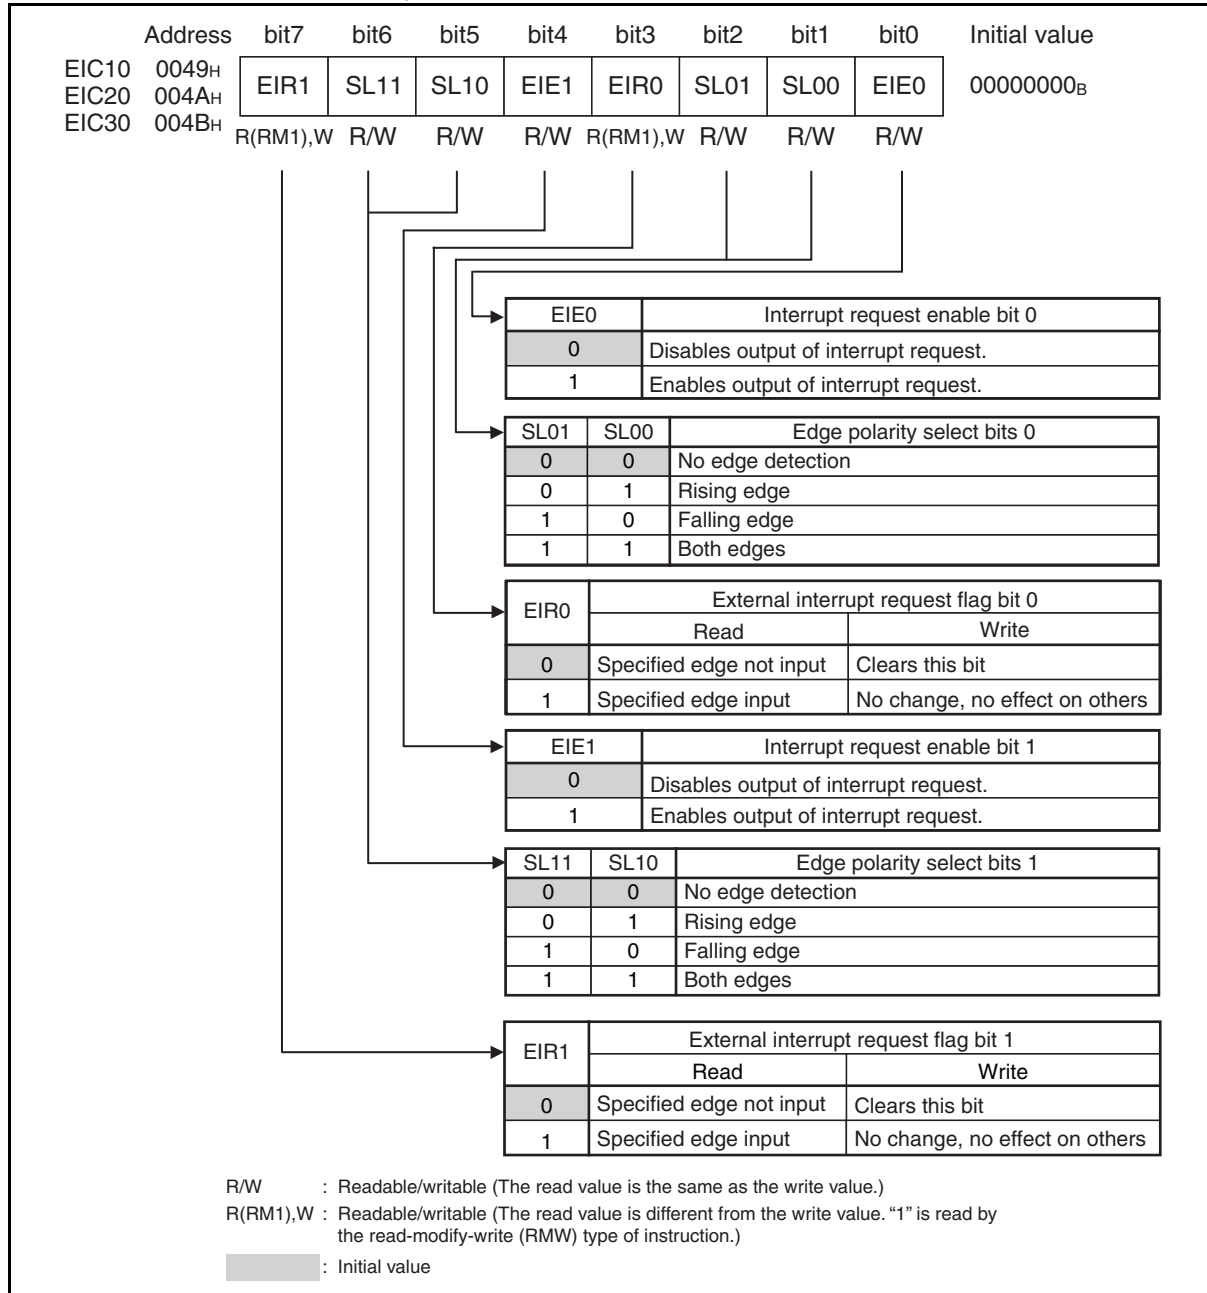 Address bit7 bit6 bit5 bit4 bit3 bit2 bit1 bit0 Initial value
EIC10 0049H
EIC20 004AH
EIC30 004BH
EIR1 SL11 SL10 EIE1 EIR0 SL01 SL00 EIE0 00000000B
R(RM1),W R/W R/W R/W R(RM1),W R/W R/W R/W
EIE0 Interrupt request enable bit 0
0 Disables output of interrupt request.
1 Enables output of interrupt request.
SL01 SL00 Edge polarity select bits 0
0 0 No edge detection
0 1 Rising edge
1 0 Falling edge
1 1 Both edges
EIR0 External interrupt request flag bit 0
Read Write
0 Specified edge not input Clears this bit
1 Specified edge input No change, no effect on others
EIE1 Interrupt request enable bit 1
0 Disables output of interrupt request.
1 Enables output of interrupt request.
SL11 SL10 Edge polarity select bits 1
0 0 No edge detection
0 1 Rising edge
1 0 Falling edge
1 1 Both edges
EIR1 External interrupt request flag bit 1
Read Write
0 Specified edge not input Clears this bit
1 Specified edge input No change, no effect on others
R/W : Readable/writable (The read value is the same as the write value.)
R(RM1),W : Readable/writable (The read value is different from the write value. “1” is read by
the read-modify-write (RMW) type of instruction.)
: Initial value